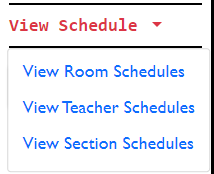 View Schedule
View Room Schedules
View Teacher Schedules
View Section Schedules